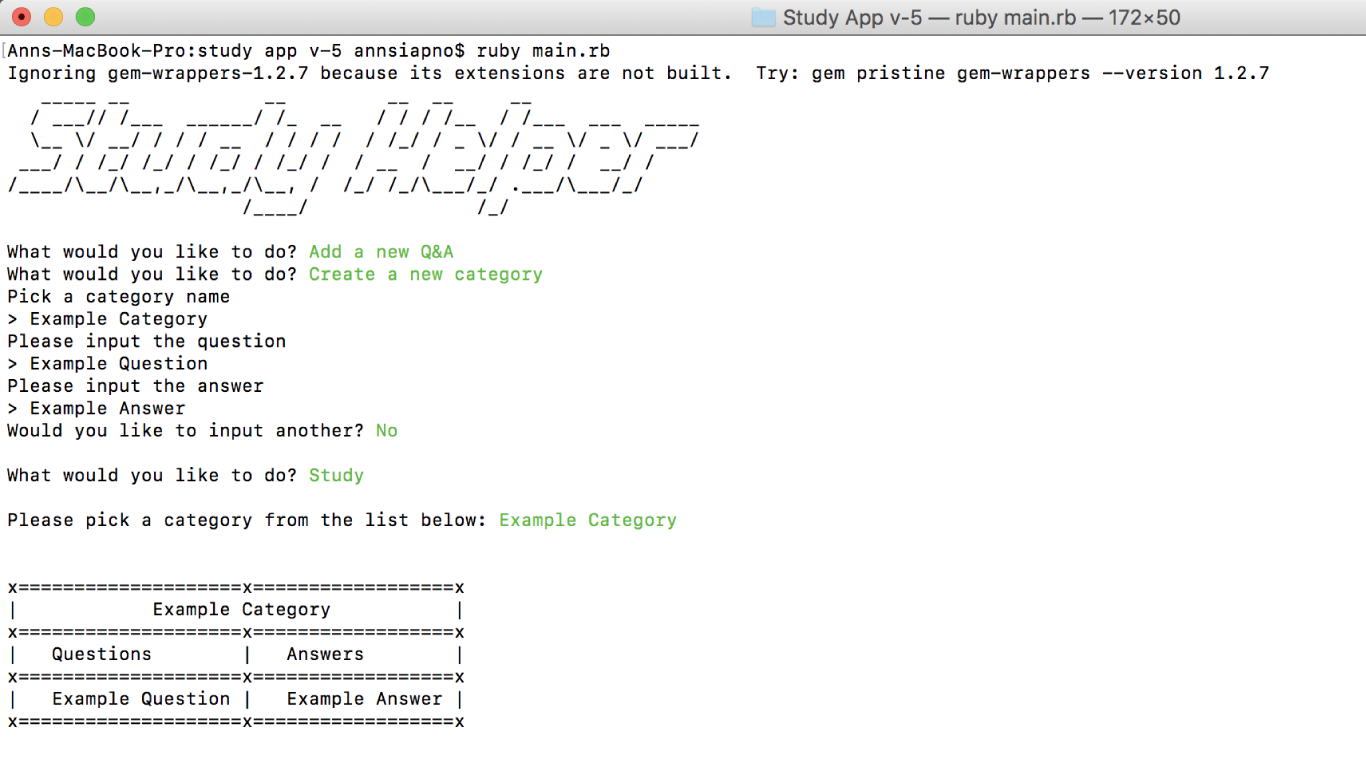 Study App v-5 — ruby main.rb — 172×50
[Anns-MacBook-Pro:study app v-5 annsiapno$ ruby main.rb
Ignoring gem-wrappers-1.2.7 because its extensions are not built.  Try: gem pristine gem-wrappers --version 1.2.7
Study Helper
What would you like to do? Add a new Q&A
What would you like to do? Create a new category
Pick a category name
> Example Category
Please input the question
> Example Question
Please input the answer
> Example Answer
Would you like to input another? No
What would you like to do? Study
Please pick a category from the list below: Example Category
x====================x==================x
|            Example Category           |
x====================x==================x
|   Questions        |   Answers        |
x====================x==================x
|   Example Question |   Example Answer |
x====================x==================x